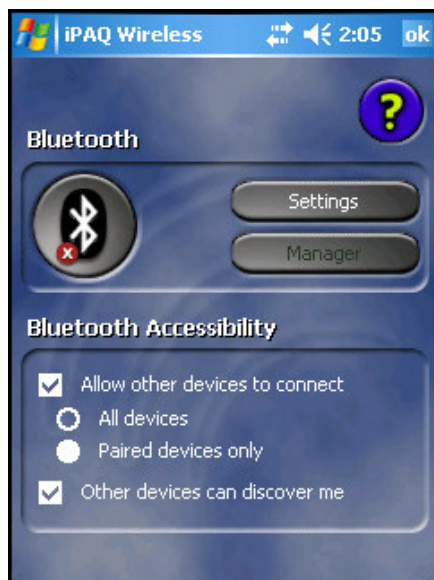 iPAQ Wireless 2:05 ok
?
Bluetooth
Settings
Manager
Bluetooth Accessibility
Allow other devices to connect
All devices
Paired devices only
Other devices can discover me